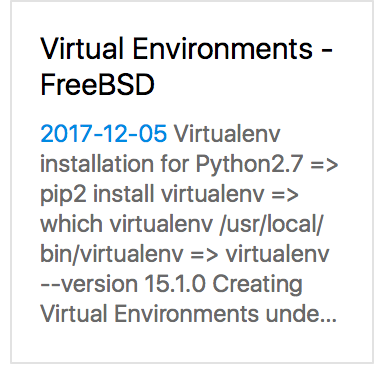 Virtual Environments -
FreeBSD
2017-12-05 Virtualenv
installation for Python2.7 =>
pip2 install virtualenv =>
which virtualenv /usr/local/
bin/virtualenv => virtualenv
--version 15.1.0 Creating
Virtual Environments unde...